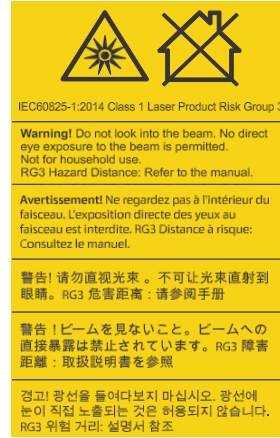 IEC60825-1:2014 Class 1 Laser Product Risk Group 3
Warning! Do not look into the beam. No direct
eye exposure to the beam is permitted.
Not for household use.
RG3 Hazard Distance: Refer to the manual.
Avertissement! Ne regardez pas à l'intérieur du
faisceau. L'exposition directe des yeux au
faisceau est interdite. RG3 Distance à risque:
Consultez le manuel.
警告! 请勿直视光束 。不可让光束直射到
眼睛。RG3 危害距离：请参阅手册
警告！ビームを見ないこと。ビームへの
直接暴露は禁止されています。RG3 障害
距離：取扱説明書を参照
경고! 광선을 들여다보지 마십시오. 광선에
눈이 직접 노출되는 것은 허용되지 않습니다.
RG3 위험 거리: 설명서 참조